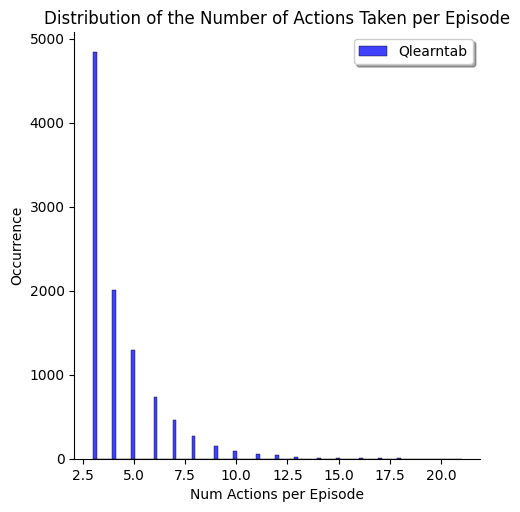 Distribution of the Number of Actions Taken per Episode
Qlearntab
5000
4000
3000
2000
1000
0
Occurrence
2.5 5.0 7.5 10.0 12.5 15.0 17.5 20.0
Num Actions per Episode